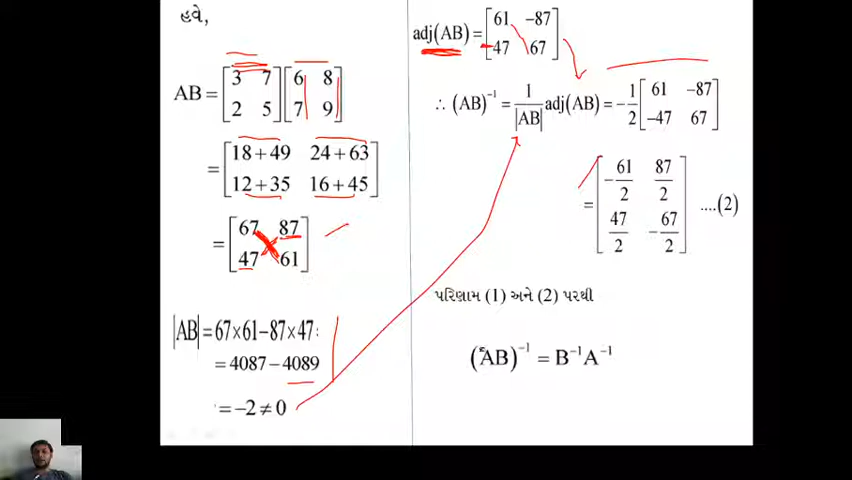 હવે,
AB = [3 7 2 5] [6 8 7 9]
= [18+49 24+63 12+35 16+45]
= [67 87 47 61]
|AB| = 67×61−87×47
= 4087−4089
= −2 ≠ 0
adj(AB) = [61 −87 −47 67]
∴ (AB)⁻¹ = 1/|AB| adj(AB) = −1/2 [61 −87 −47 67]
= [−61/2 87/2 47/2 −67/2] ....(2)
પરિણામ (1) અને (2) પરથી
(AB)⁻¹ = B⁻¹A⁻¹